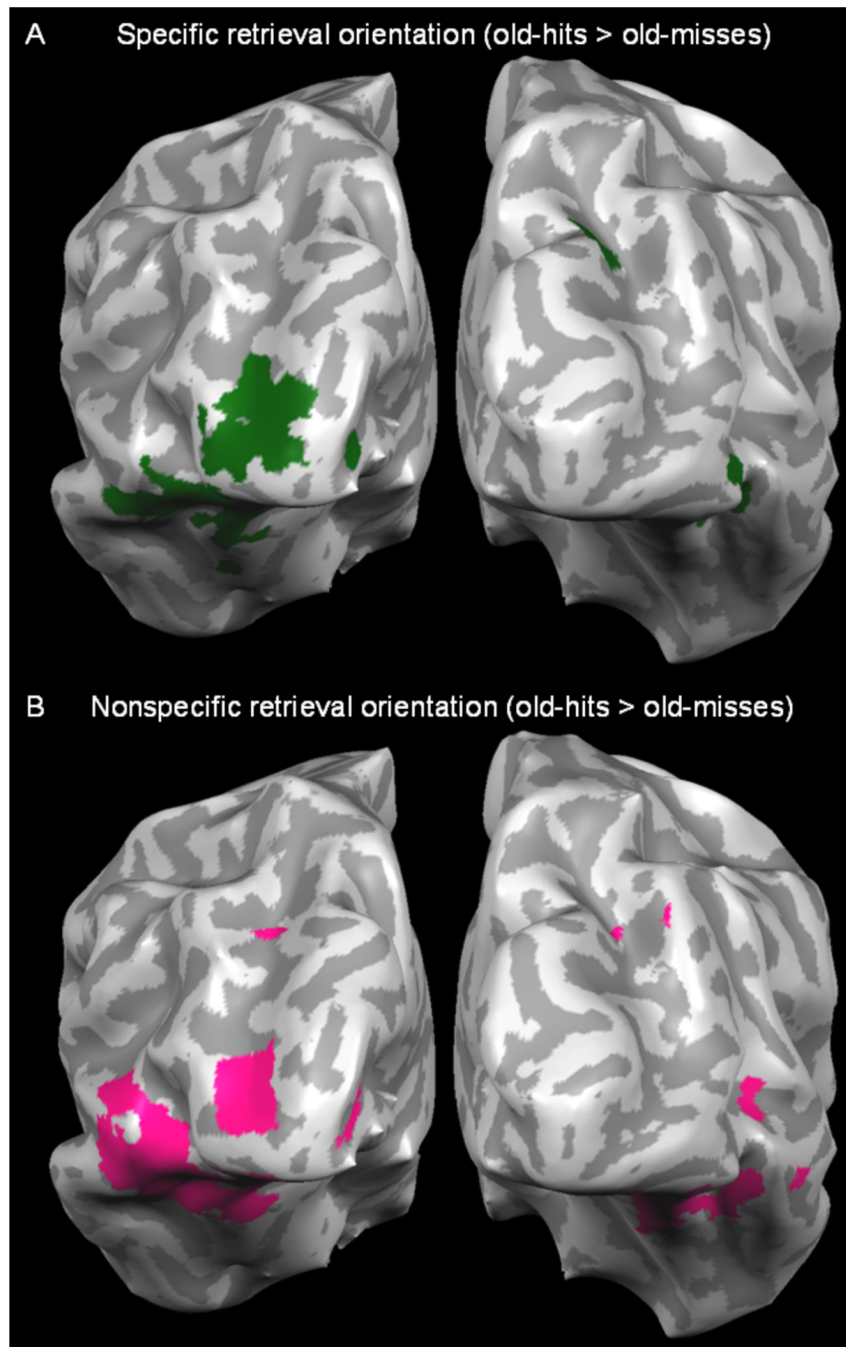 A Specific retrieval orientation (old-hits > old-misses)
B Nonspecific retrieval orientation (old-hits > old-misses)